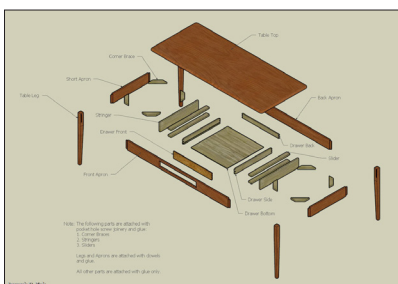 Table Top
Corner Brace
Short Apron
Table Leg
Back Apron
Stringer
Drawer Front
Drawer Back
Slider
Front Apron
Drawer Side
Drawer Bottom
Note: The following parts are attached with
pocket hole screw joinery and glue.
1. Corner Braces
2. Stringers
3. Sliders
Legs and Aprons are attached with dowels
and glue.
All other parts are attached with glue only.